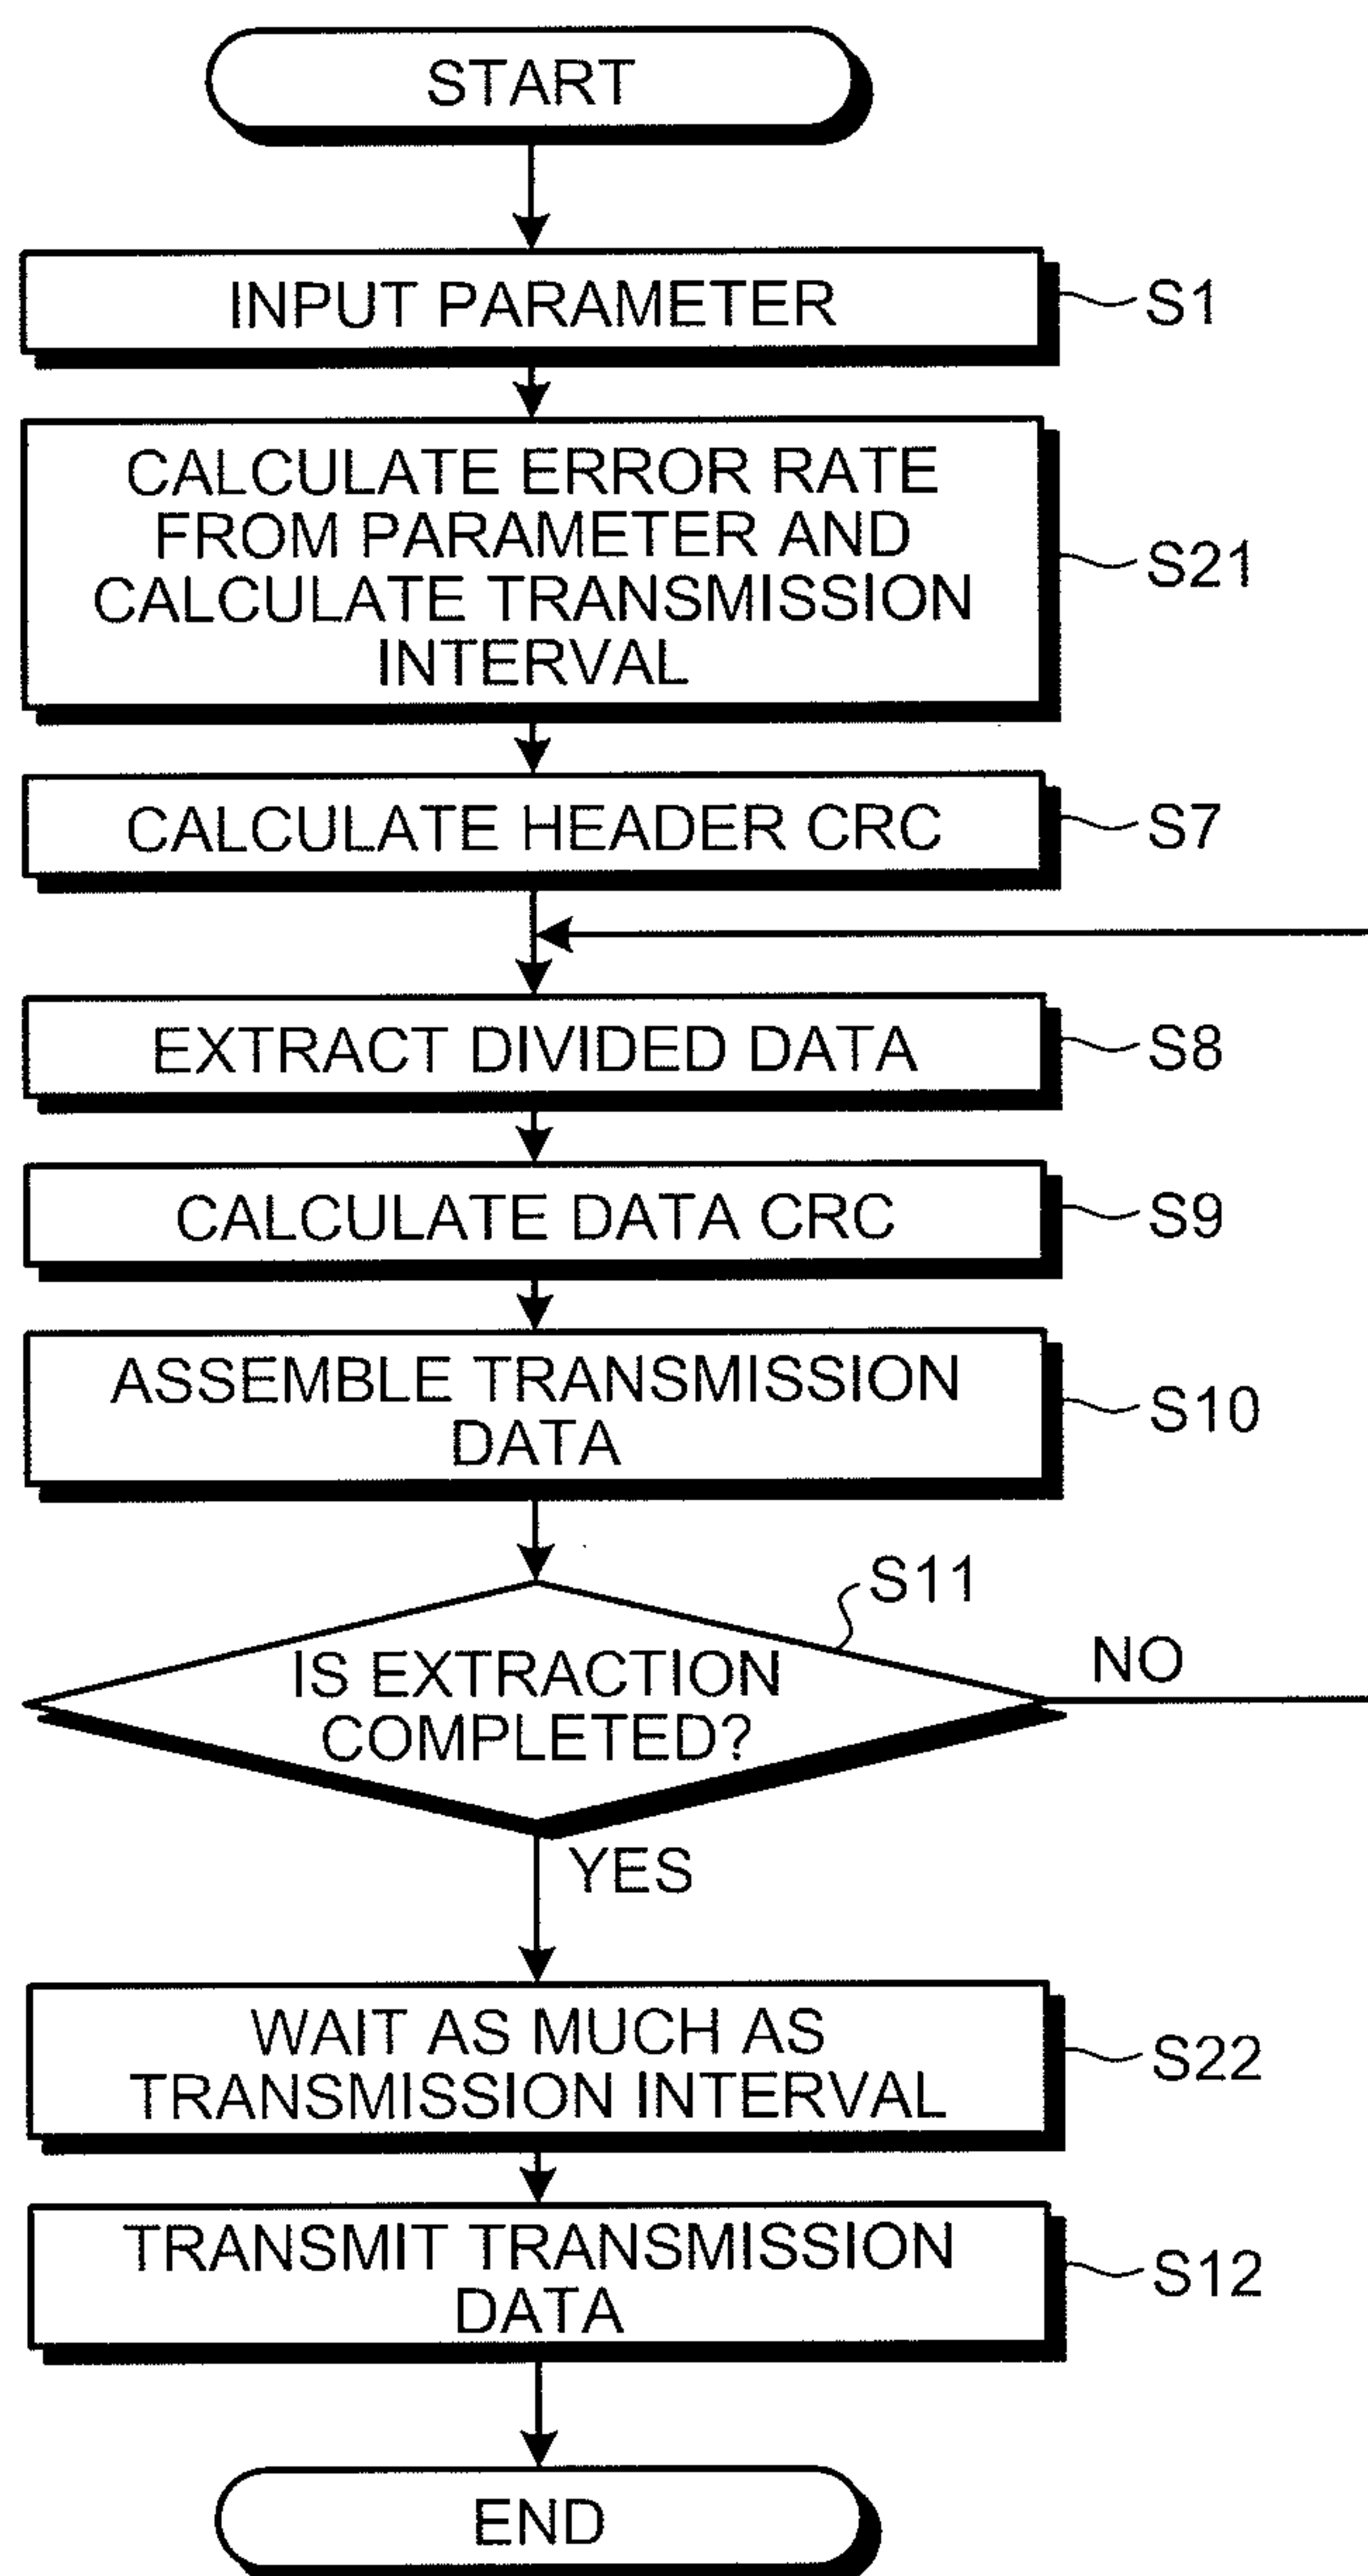 START
INPUT PARAMETER
S1
CALCULATE ERROR RATE
FROM PARAMETER AND
CALCULATE TRANSMISSION
INTERVAL
S21
CALCULATE HEADER CRC
S7
EXTRACT DIVIDED DATA
S8
CALCULATE DATA CRC
S9
ASSEMBLE TRANSMISSION
DATA
S10
S11
IS EXTRACTION
COMPLETED?
NO
YES
WAIT AS MUCH AS
TRANSMISSION INTERVAL
S22
TRANSMIT TRANSMISSION
DATA
S12
END